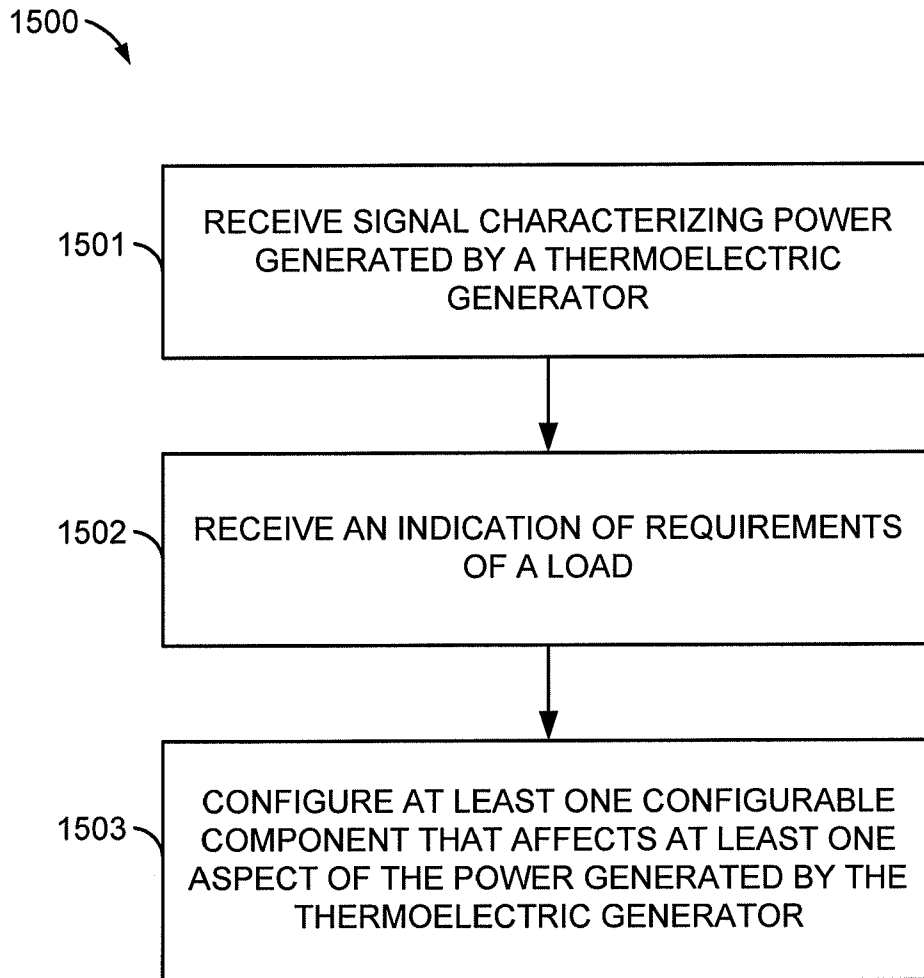 1500
1501
RECEIVE SIGNAL CHARACTERIZING POWER
GENERATED BY A THERMOELECTRIC
GENERATOR
1502
RECEIVE AN INDICATION OF REQUIREMENTS
OF A LOAD
1503
CONFIGURE AT LEAST ONE CONFIGURABLE
COMPONENT THAT AFFECTS AT LEAST ONE
ASPECT OF THE POWER GENERATED BY THE
THERMOELECTRIC GENERATOR